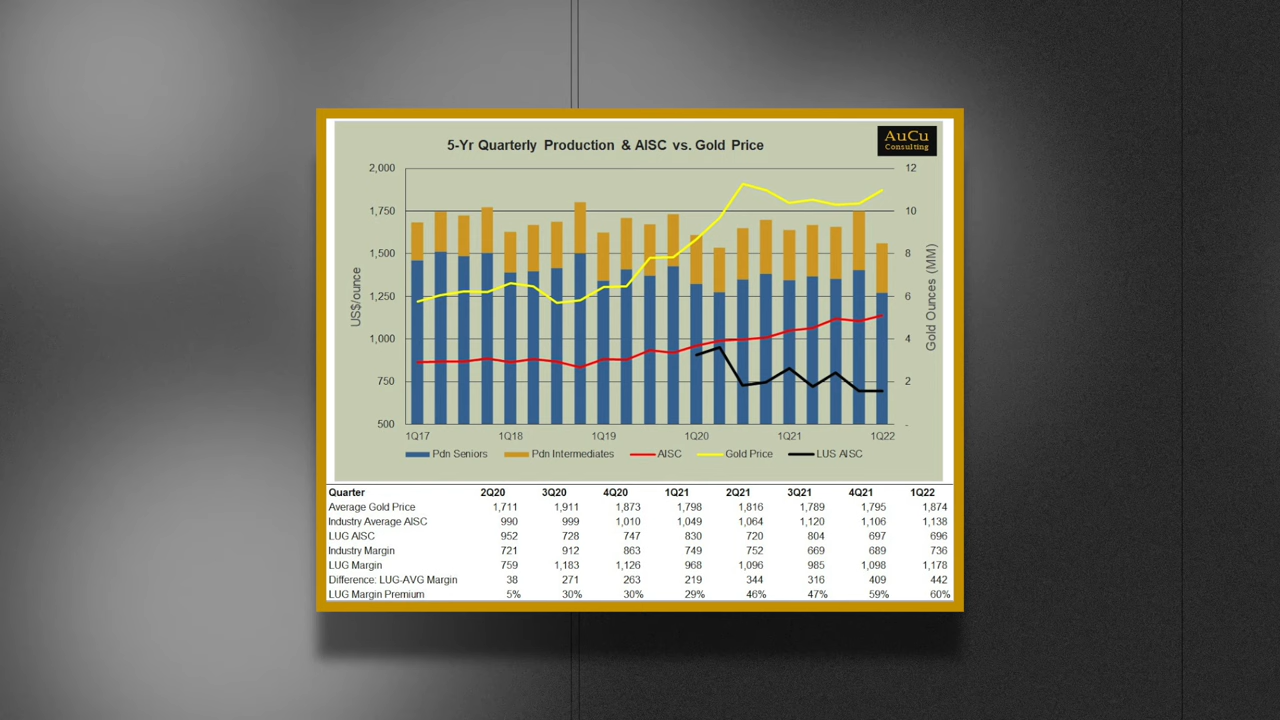 AuCu
Consulting
5-Yr Quarterly Production & AISC vs. Gold Price
2,000
1,750
1,500
1,250
1,000
750
500
US$/ounce
12
10
8
6
4
2
-
Gold Ounces (MM)
1Q17 1Q18 1Q19 1Q20 1Q21 1Q22
Pdn Seniors Pdn Intermediates AISC Gold Price LUS AISC
Quarter 2Q20 3Q20 4Q20 1Q21 2Q21 3Q21 4Q21 1Q22
Average Gold Price 1,711 1,911 1,873 1,798 1,816 1,789 1,795 1,874
Industry Average AISC 990 999 1,010 1,049 1,064 1,120 1,106 1,138
LUG AISC 952 728 747 830 720 804 697 696
Industry Margin 721 912 863 749 752 669 689 736
LUG Margin 759 1,183 1,126 968 1,096 985 1,098 1,178
Difference: LUG-AVG Margin 38 271 263 219 344 316 409 442
LUG Margin Premium 5% 30% 30% 29% 46% 47% 59% 60%